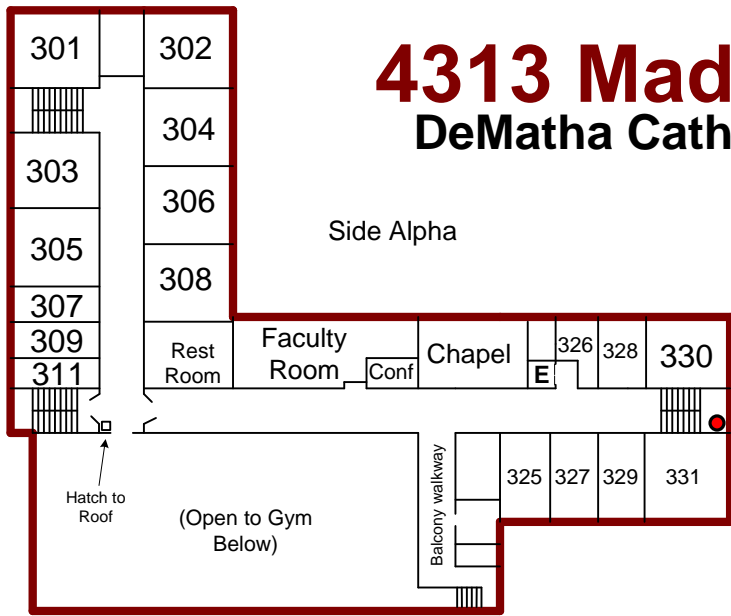 4313 Mad
DeMatha Cath
301
302
304
303
306
Side Alpha
305
308
307
309
311
Rest
Room
Faculty
Room
Conf
Chapel
E
326
328
330
Hatch to
Roof
(Open to Gym
Below)
Balcony walkway
325
327
329
331